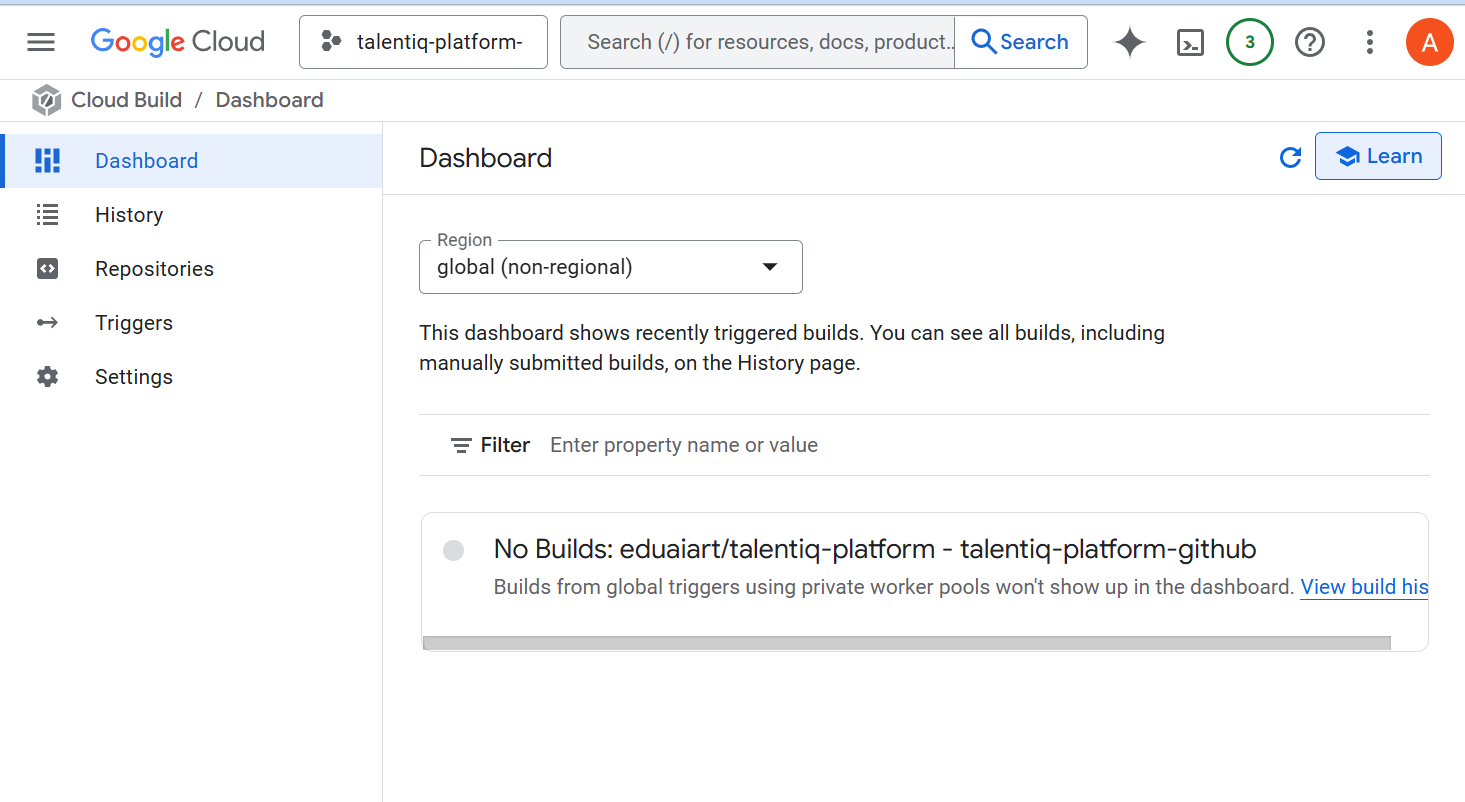 Google Cloud
talentiq-platform-
Search (/) for resources, docs, product...
Search
3
A
Cloud Build / Dashboard
Dashboard
History
Repositories
Triggers
Settings
Dashboard
Learn
Region
global (non-regional)
This dashboard shows recently triggered builds. You can see all builds, including
manually submitted builds, on the History page.
Filter Enter property name or value
No Builds: eduaiart/talentiq-platform - talentiq-platform-github
Builds from global triggers using private worker pools won't show up in the dashboard. View build his